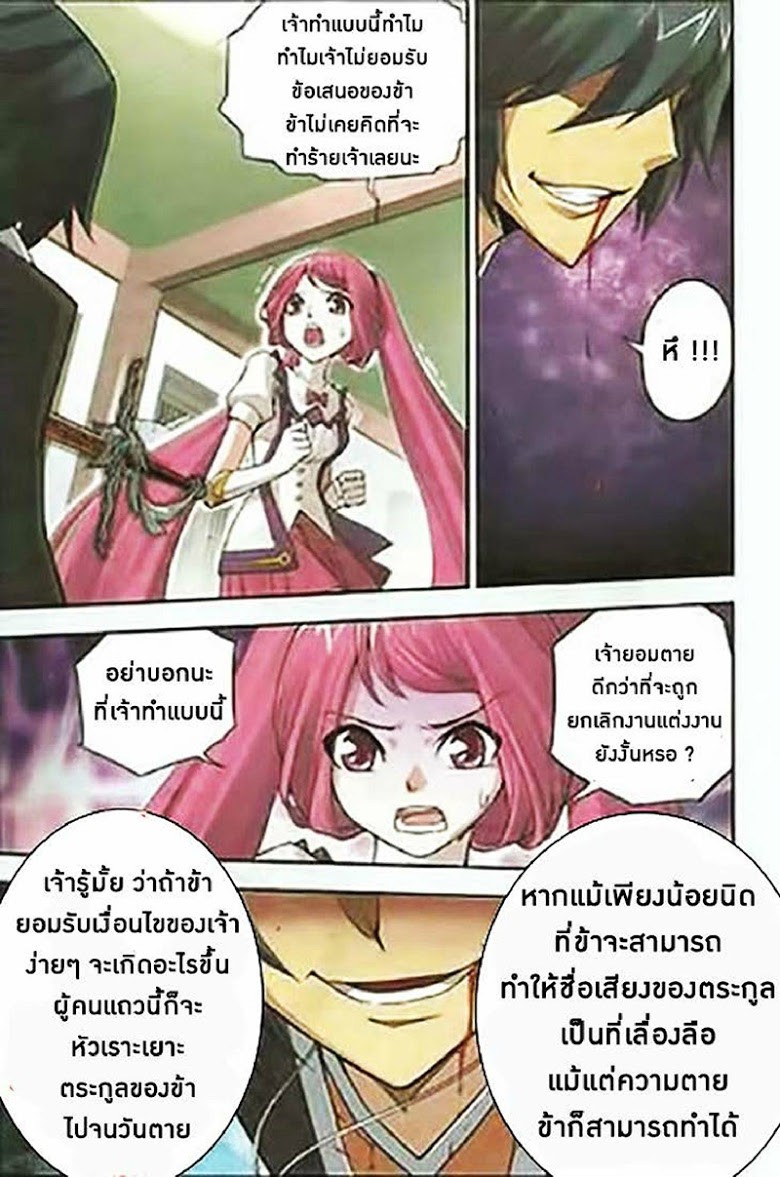 เจ้าทำแบบนี้ทำไม
ทำไมเจ้าไม่ยอมรับ
ข้อเสนอของข้า
ข้าไม่เคยคิดที่จะ
ทำร้ายเจ้าเลยนะ
หึ !!!
อย่าบอกนะ
ที่เจ้าทำแบบนี้
เจ้ายอมตาย
ดีกว่าที่จะถูก
ยกเลิกงานแต่งงาน
ยังงั้นหรอ ?
เจ้ารู้มั้ย ว่าถ้าข้า
ยอมรับเงื่อนไขของเจ้า
ง่ายๆ จะเกิดอะไรขึ้น
ผู้คนแถวนี้ก็จะ
หัวเราะเยาะ
ตระกูลของข้า
ไปจนวันตาย
หากแม้เพียงน้อยนิด
ที่ข้าจะสามารถ
ทำให้ชื่อเสียงของตระกูล
เป็นที่เลื่องลือ
แม้แต่ความตาย
ข้าก็สามารถทำได้